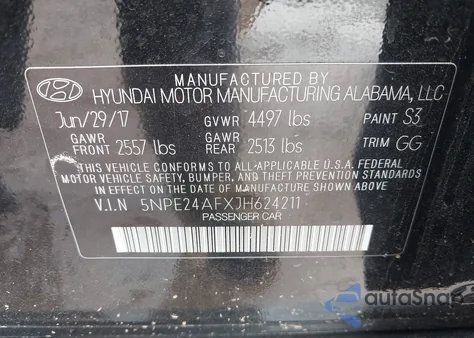 MANUFACTURED BY
HYUNDAI MOTOR MANUFACTURING ALABAMA, LLC
Jun/29/17 GVWR 4497 lbs PAINT S3
GAWR FRONT 2557 lbs GAWR REAR 2513 lbs TRIM GG
THIS VEHICLE CONFORMS TO ALL APPLICABLE U.S.A. FEDERAL
MOTOR VEHICLE SAFETY, BUMPER, AND THEFT PREVENTION STANDARDS
IN EFFECT ON THE DATE OF MANUFACTURE SHOWN ABOVE.
V.I.N 5NPE24AFXJH624211
PASSENGER CAR
autoSnap